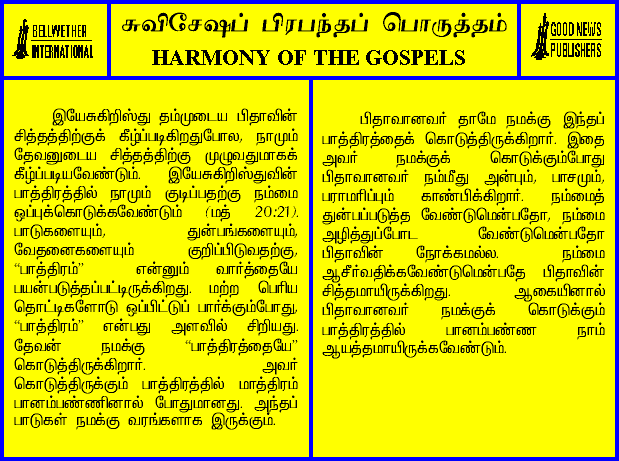 BELLWETHER
INTERNATIONAL
சுவிசேஷப் பிரபந்தப் பொருத்தம்
HARMONY OF THE GOSPELS
GOOD NEWS
PUBLISHERS
இயேசுகிறிஸ்து தம்முடைய பிதாவின்
சித்தத்திற்குக் கீழ்ப்படிகிறதுபோல, நாமும்
தேவனுடைய சித்தத்திற்கு முழுவதுமாகக்
கீழ்ப்படியவேண்டும். இயேசுகிறிஸ்துவின்
பாத்திரத்தில் நாமும் குடிப்பதற்கு நம்மை
ஒப்புக்கொடுக்கவேண்டும் (மத் 20:21).
பாடுகளையும், துன்பங்களையும்,
வேதனைகளையும் குறிப்பிடுவதற்கு,
“பாத்திரம்” என்னும் வார்த்தையே
பயன்படுத்தப்பட்டிருக்கிறது. மற்ற பெரிய
தொட்டிகளோடு ஒப்பிட்டுப் பார்க்கும்போது,
“பாத்திரம்” என்பது அளவில் சிறியது.
தேவன் நமக்கு “பாத்திரத்தையே”
கொடுத்திருக்கிறார். அவர்
கொடுத்திருக்கும் பாத்திரத்தில் மாத்திரம்
பானம்பண்ணினால் போதுமானது. அந்தப்
பாடுகள் நமக்கு வரங்களாக இருக்கும்.
பிதாவானவர் தாமே நமக்கு இந்தப்
பாத்திரத்தைக் கொடுத்திருக்கிறார். இதை
அவர் நமக்குக் கொடுக்கும்போது
பிதாவானவர் நம்மீது அன்பும், பாசமும்,
பராமரிப்பும் காண்பிக்கிறார். நம்மைத்
துன்பப்படுத்த வேண்டுமென்பதோ, நம்மை
அழித்துப்போட வேண்டுமென்பதோ
பிதாவின் நோக்கமல்ல. நம்மை
ஆசீர்வதிக்கவேண்டுமென்பதே பிதாவின்
சித்தமாயிருக்கிறது. ஆகையினால்
பிதாவானவர் நமக்குக் கொடுக்கும்
பாத்திரத்தில் பானம்பண்ண நாம்
ஆயத்தமாயிருக்கவேண்டும்.